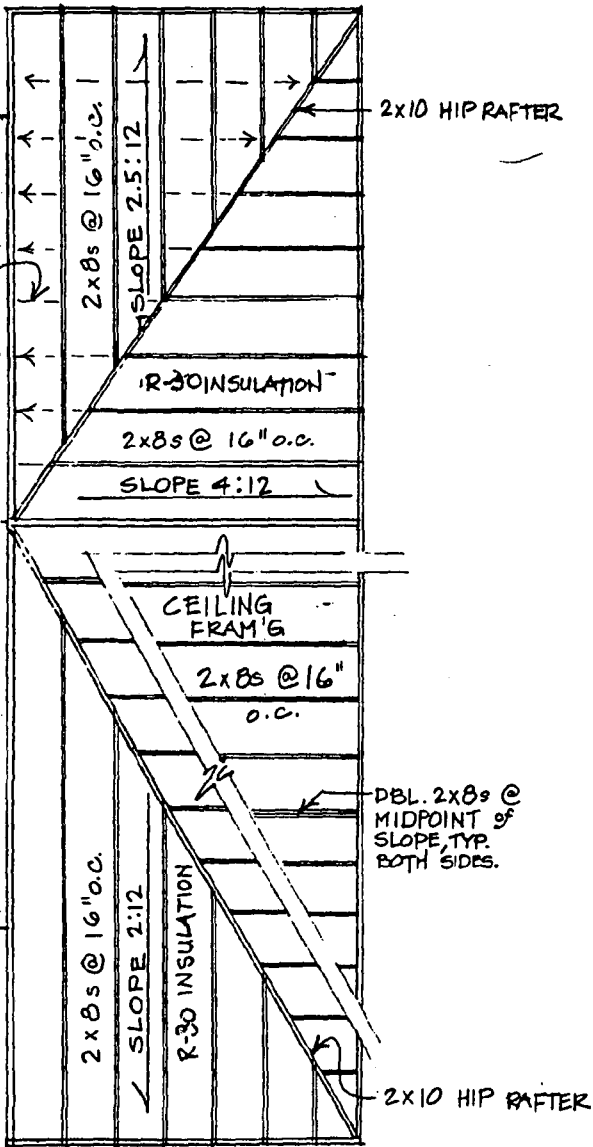 2x10 HIP RAFTER
2x8s @ 16" o.c.
SLOPE 2.5:12
R-30 INSULATION
2x8s @ 16" o.c.
SLOPE 4:12
CEILING
FRAM'G
2x8s @ 16"
o.c.
DBL. 2x8s @
MIDPOINT of
SLOPE, TYP.
BOTH SIDES.
2x8s @ 16" o.c.
SLOPE 2:12
R-30 INSULATION
2x10 HIP RAFTER